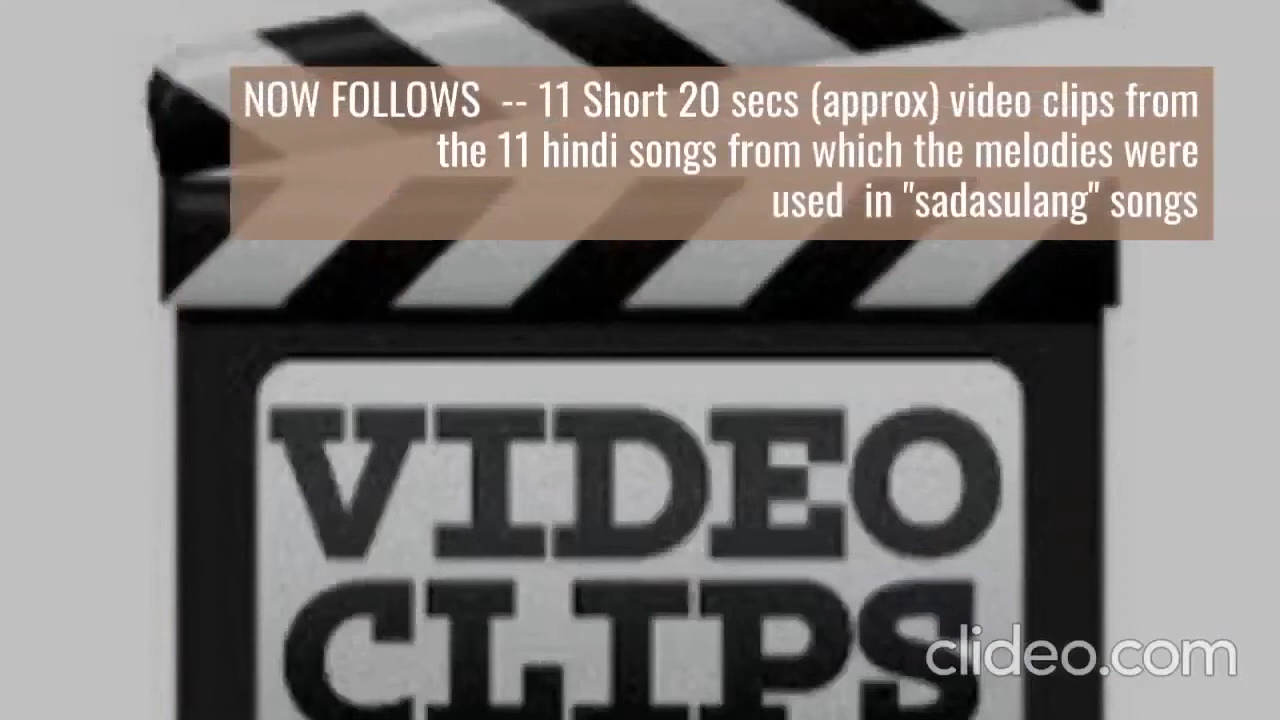 NOW FOLLOWS -- 11 Short 20 secs (approx) video clips from
the 11 hindi songs from which the melodies were
used in "sadasulang" songs
VIDEO
CLIPS
clideo.com